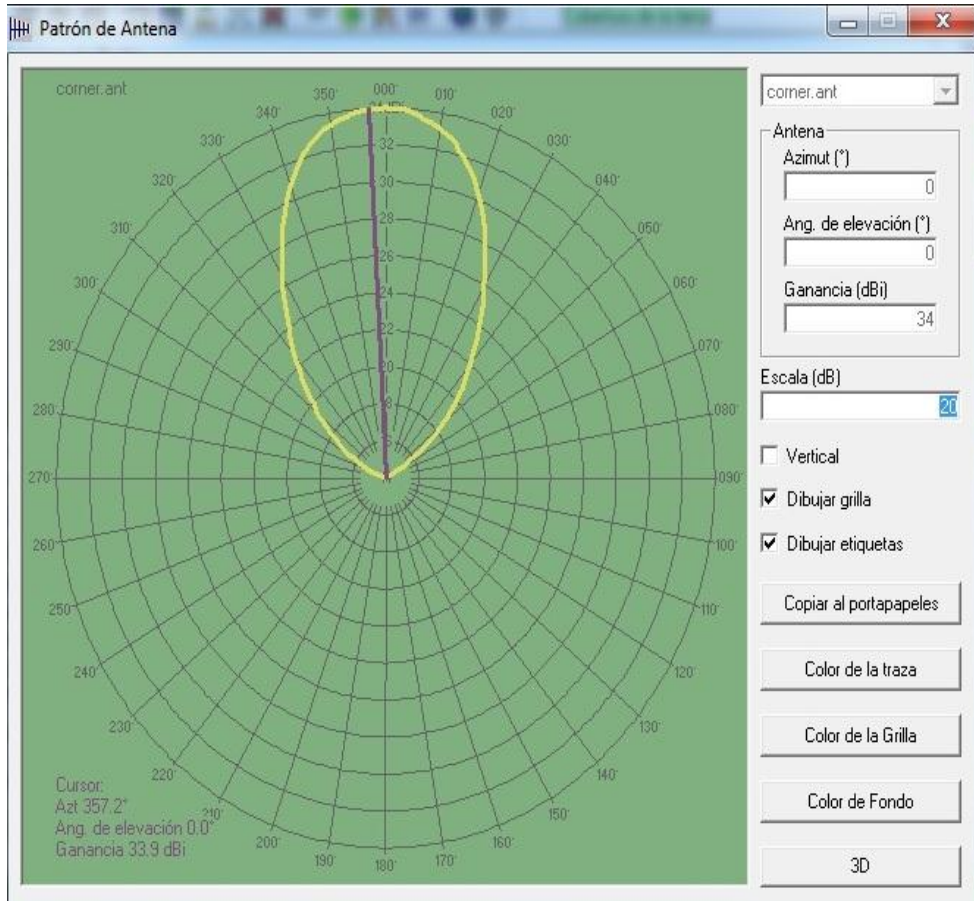 Patrón de Antena
corner.ant
000°
010°
020°
030°
040°
050°
060°
070°
080°
090°
100°
110°
120°
130°
140°
150°
160°
170°
180°
190°
200°
210°
220°
230°
240°
250°
260°
270°
280°
290°
300°
310°
320°
330°
340°
350°
32
30
28
26
24
22
20
Cursor:
Azt 357.2°
Ang. de elevación 0.0°
Ganancia 33.9 dBi
corner.ant
Antena
Azimut (°)
0
Ang. de elevación (°)
0
Ganancia (dBi)
34
Escala (dB)
20
Vertical
Dibujar grilla
Dibujar etiquetas
Copiar al portapapeles
Color de la traza
Color de la Grilla
Color de Fondo
3D